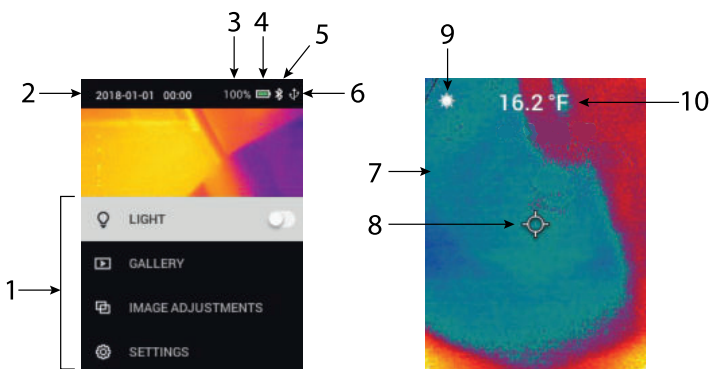 3 4 5 9
2 2018-01-01 00:00 100% 6 16.2 °F 10
7
8
LIGHT
GALLERY
1
IMAGE ADJUSTMENTS
SETTINGS